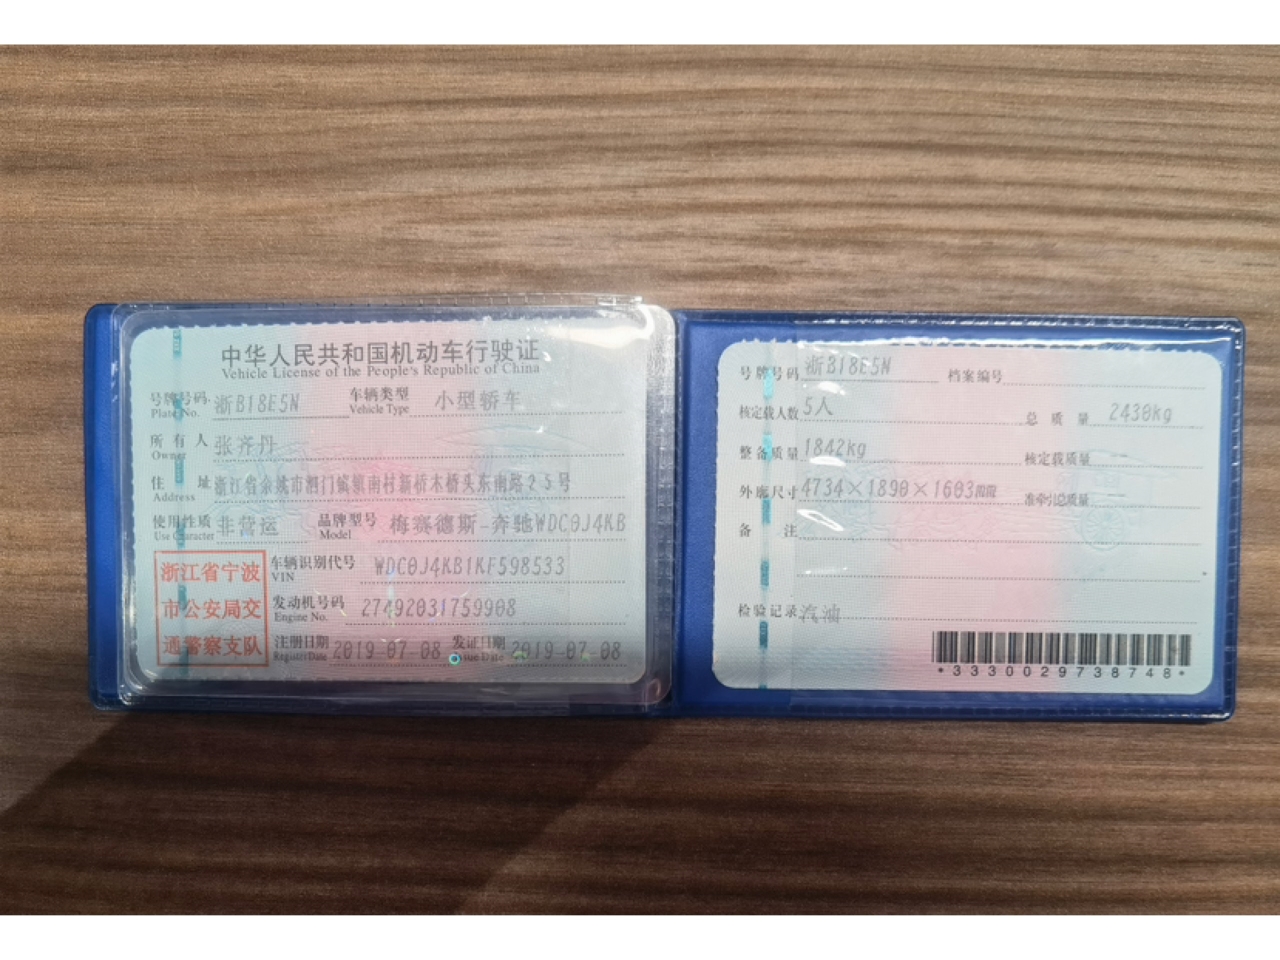 中华人民共和国机动车行驶证
Vehicle License of the People's Republic of China
号牌号码 浙B18E5N 车辆类型 小型轿车
Plate No. Vehicle Type
所有人 张齐丹
Owner
住址 浙江省余姚市泗门镇镇南村新桥木桥头东南路25号
Address
使用性质 非营运 品牌型号 梅赛德斯-奔驰WDC0J4KB
Use Character Model
浙江省宁波
市公安局交
通警察支队
车辆识别代号 WDC0J4KB1KF598533
VIN
发动机号码 27492031759908
Engine No.
注册日期 2019-07-08 发证日期 2019-07-08
Register Date Issue Date
号牌号码 浙B18E5N 档案编号
核定载人数 5人 总质量 2430kg
整备质量 1842kg 核定载质量
外廓尺寸 4734×1890×1603mm 准牵引总质量
备注
检验记录 汽油
*3330029738748*